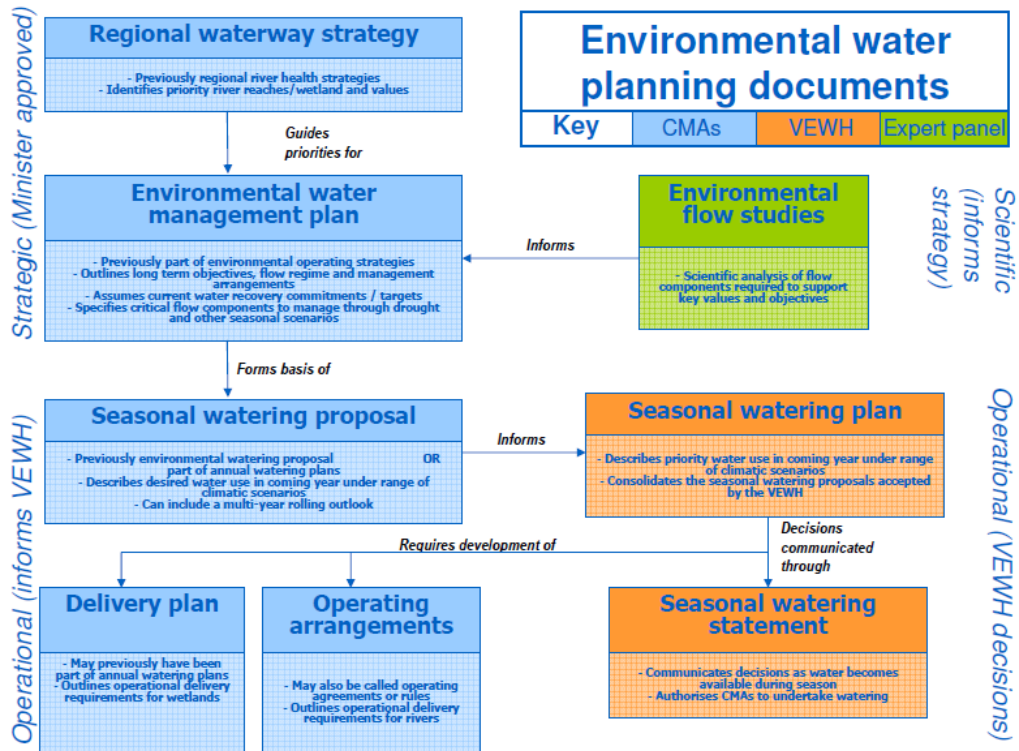 Regional waterway strategy
- Previously regional river health strategies
- Identifies priority river reaches/wetland and values
Environmental water
planning documents
Key
CMAs
VEWH
Expert panel
Strategic (Minister approved)
Guides
priorities for
Environmental water
management plan
- Previously part of environmental operating strategies
- Outlines long term objectives, flow regime and management
arrangements
- Assumes current water recovery commitments / targets
- Specifies critical flow components to manage through drought
and other seasonal scenarios
Informs
Environmental
flow studies
- Scientific analysis of flow
components required to support
key values and objectives
Scientific
(informs
strategy)
Forms basis of
Operational (informs VEWH)
Seasonal watering proposal
- Previously environmental watering proposal OR
part of annual watering plans
- Describes desired water use in coming year under range of
climatic scenarios
- Can include a multi-year rolling outlook
Informs
Seasonal watering plan
- Describes priority water use in coming year under range
of climatic scenarios
- Consolidates the seasonal watering proposals accepted
by the VEWH
Operational (VEWH decisions)
Requires development of
Decisions
communicated
through
Delivery plan
- May previously have been
part of annual watering plans
- Outlines operational delivery
requirements for wetlands
Operating
arrangements
- May also be called operating
agreements or rules
- Outlines operational delivery
requirements for rivers
Seasonal watering
statement
- Communicates decisions as water becomes
available during season
- Authorises CMAs to undertake watering